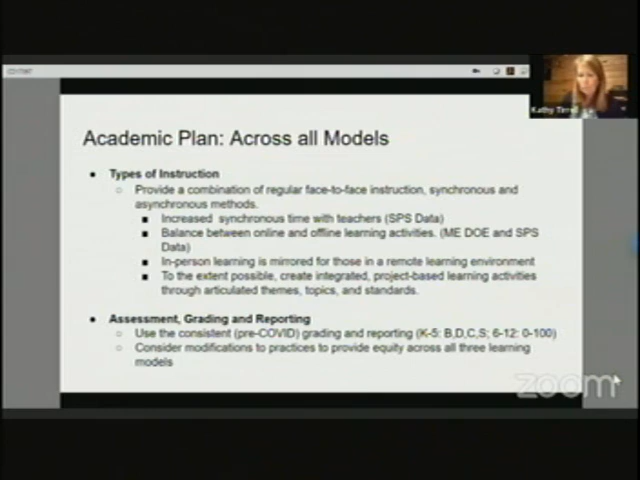 Kathy Tirrell
Academic Plan: Across all Models
• Types of Instruction
○ Provide a combination of regular face-to-face instruction, synchronous and
asynchronous methods.
■ Increased synchronous time with teachers (SPS Data)
■ Balance between online and offline learning activities. (ME DOE and SPS
Data)
■ In-person learning is mirrored for those in a remote learning environment
■ To the extent possible, create integrated, project-based learning activities
through articulated themes, topics, and standards.
• Assessment, Grading and Reporting
○ Use the consistent (pre-COVID) grading and reporting (K-5: B,D,C,S; 6-12: 0-100)
○ Consider modifications to practices to provide equity across all three learning
models
zoom